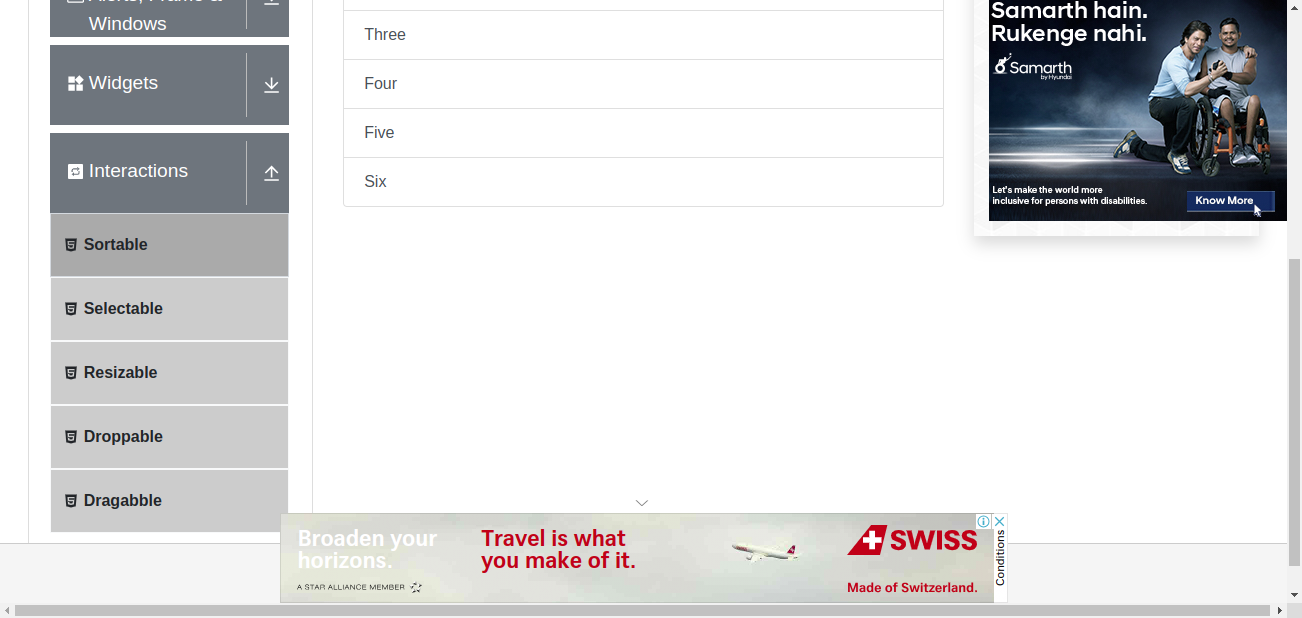 Windows
Widgets
Interactions
Sortable
Selectable
Resizable
Droppable
Dragabble
Three
Four
Five
Six
Samarth hain.
Rukenge nahi.
Samarth
by Hyundai
Let's make the world more
inclusive for persons with disabilities.
Know More
Broaden your
horizons.
A STAR ALLIANCE MEMBER
Travel is what
you make of it.
SWISS
Made of Switzerland.
Conditions